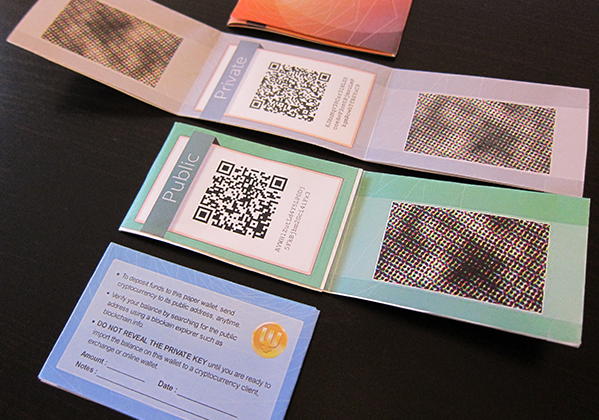 Private
Public
• To deposit funds to this paper wallet, send
cryptocurrency to its public address, anytime.
• Verify your balance by searching for the public
address using a blockain explorer such as
blockchain.info.
• DO NOT REVEAL THE PRIVATE KEY until you are ready to
import the balance on this wallet to a cryptocurrency client,
exchange or online wallet.
Amount :
Notes : Date :